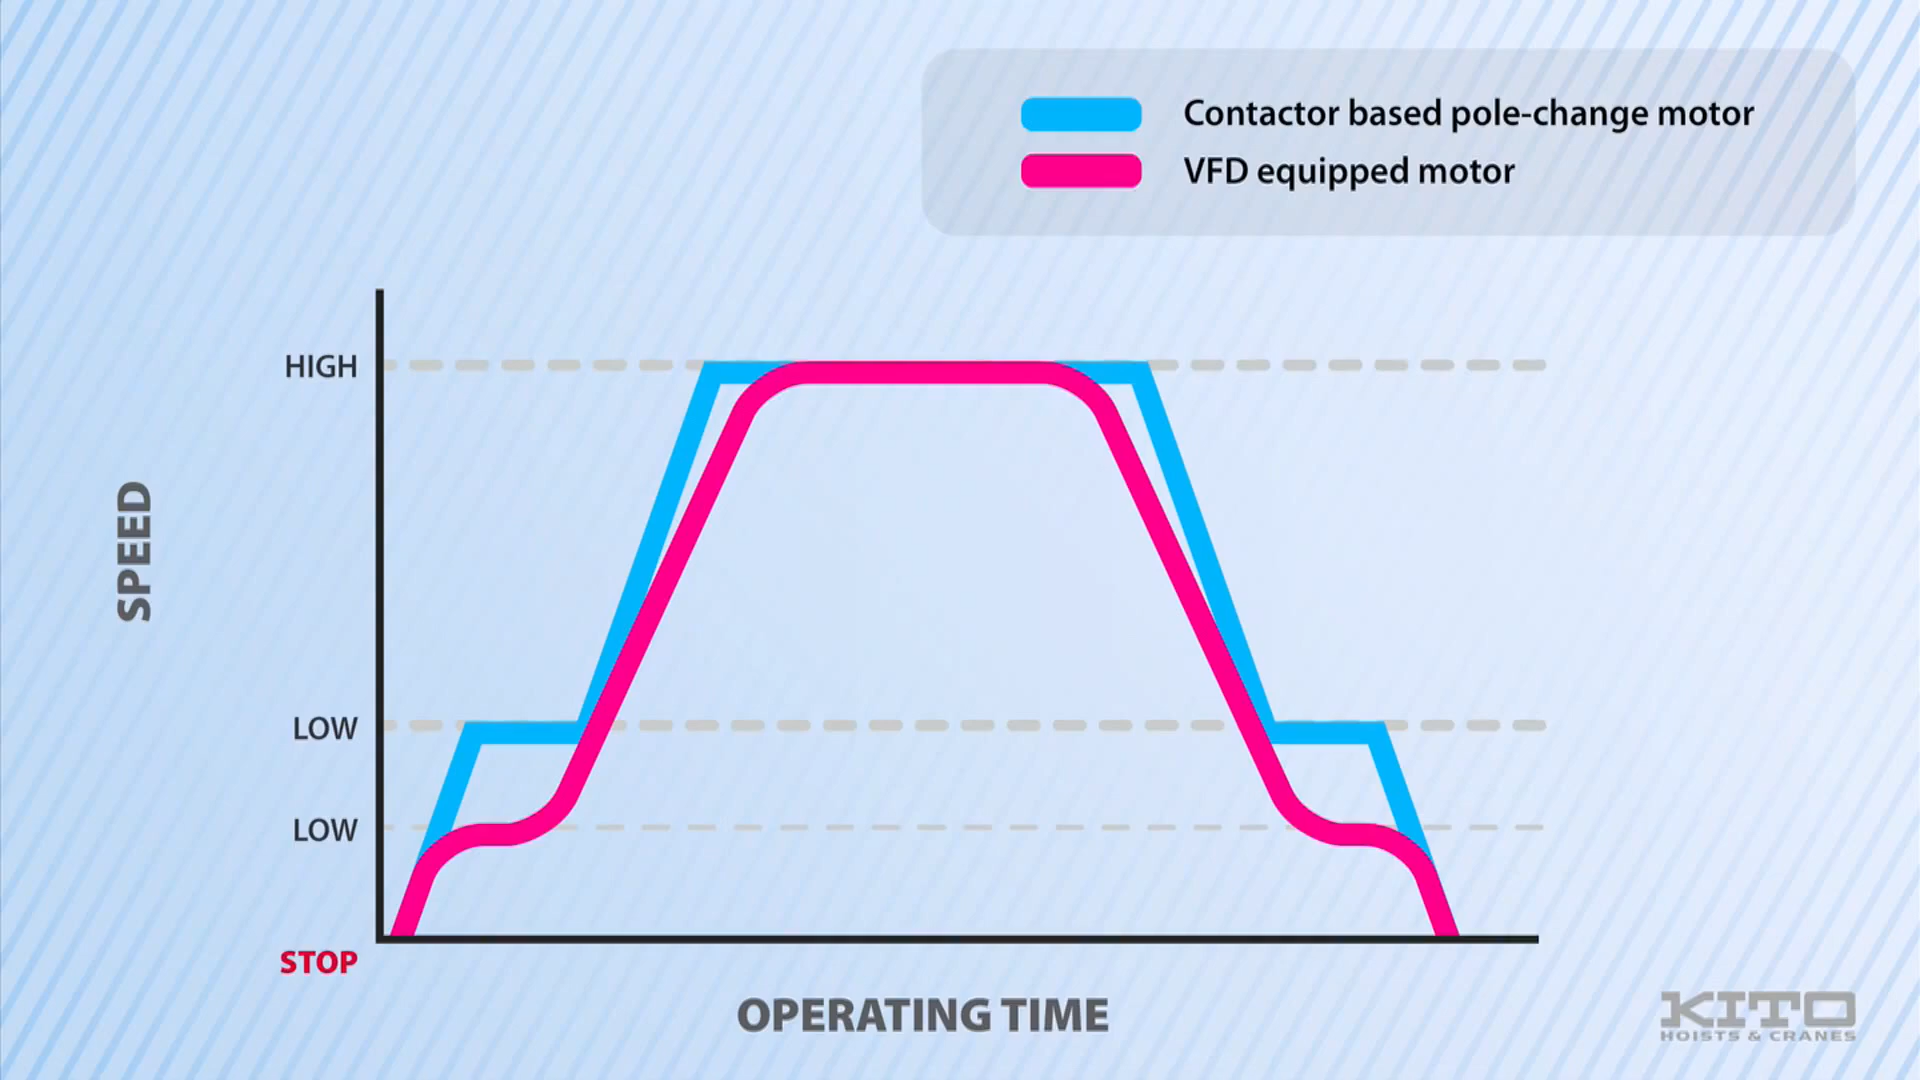 Contactor based pole-change motor
VFD equipped motor
HIGH
SPEED
LOW
LOW
STOP
OPERATING TIME
KITO
HOISTS & CRANES